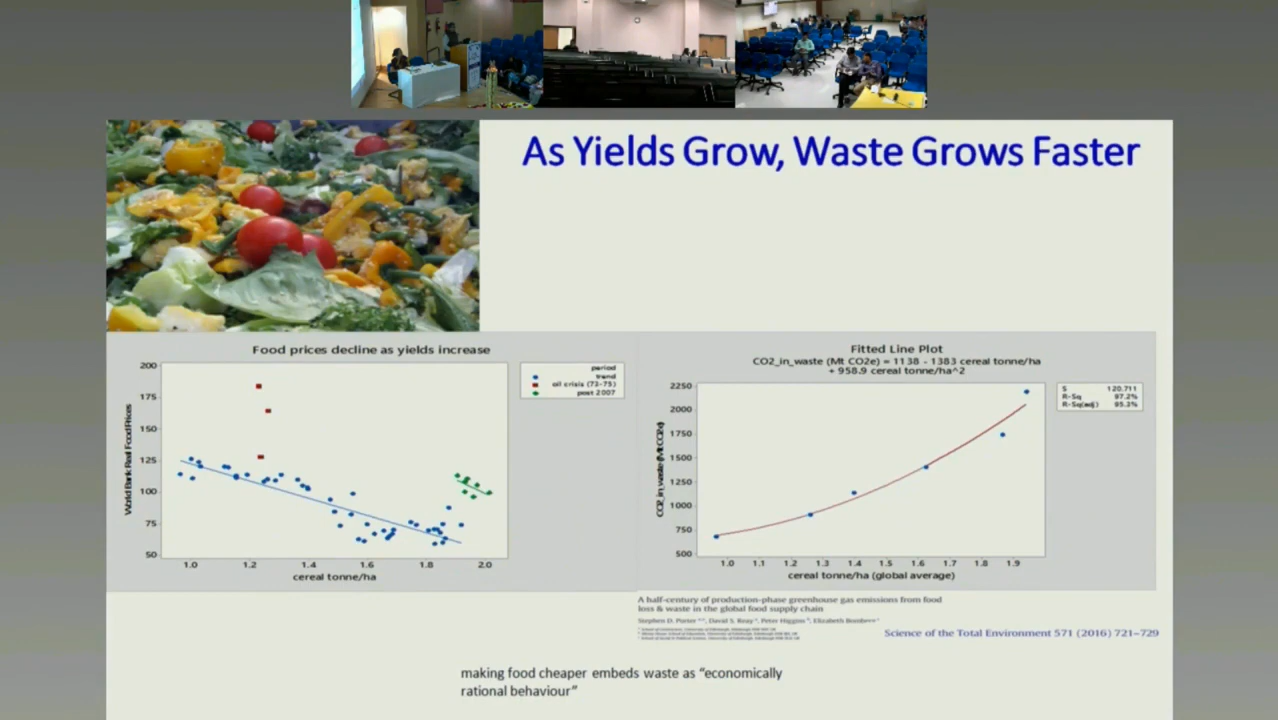 As Yields Grow, Waste Grows Faster
Food prices decline as yields increase
period
trend
oil crisis (73-75)
post 2007
World Bank Real Food Prices
200
175
150
125
100
75
50
1.0
1.2
1.4
1.6
1.8
2.0
cereal tonne/ha
Fitted Line Plot
CO2_in_waste (Mt CO2e) = 1138 - 1383 cereal tonne/ha
+ 958.9 cereal tonne/ha^2
S 120.711
R-Sq 97.2%
R-Sq(adj) 95.3%
CO2_in_waste (Mt CO2e)
2250
2000
1750
1500
1250
1000
750
500
1.0
1.1
1.2
1.3
1.4
1.5
1.6
1.7
1.8
1.9
cereal tonne/ha (global average)
A half-century of production-phase greenhouse gas emissions from food
loss & waste in the global food supply chain
Science of the Total Environment 571 (2016) 721–729
making food cheaper embeds waste as “economically
rational behaviour”